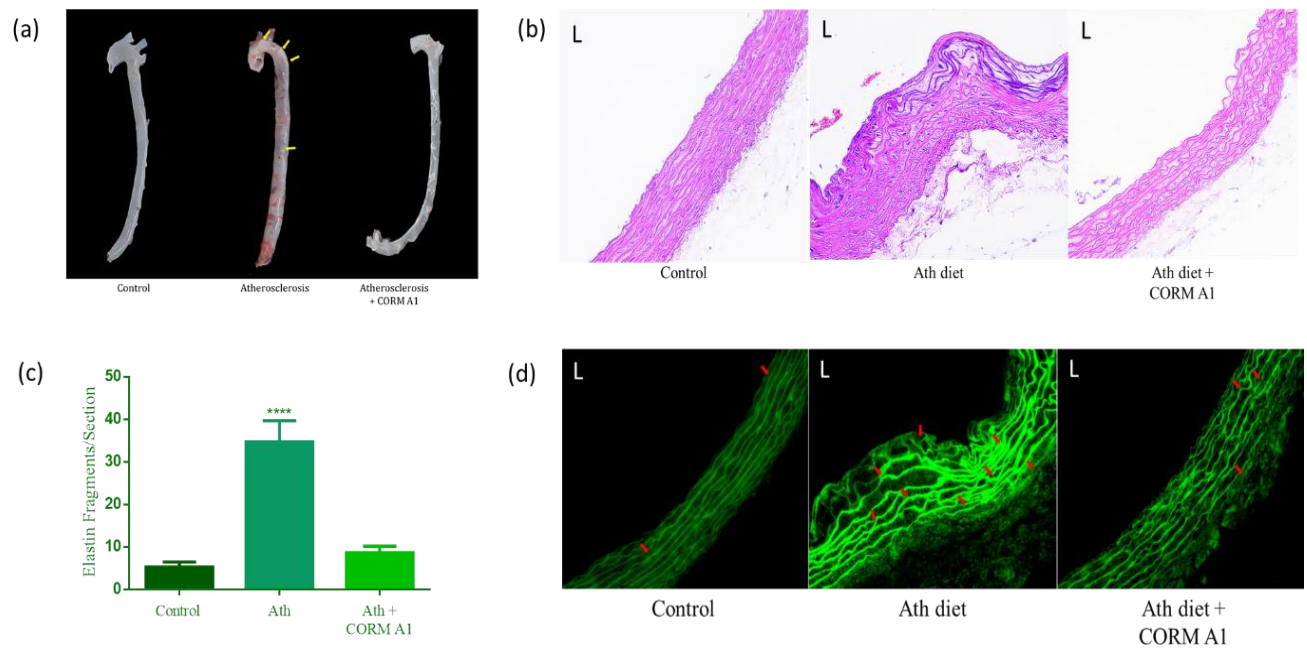 (a)
Control
Atherosclerosis
Atherosclerosis
+ CORM A1
(b)
L
L
L
Control
Ath diet
Ath diet +
CORM A1
(c)
Elastin Fragments/Section
50
40
30
20
10
0
****
Control
Ath
Ath +
CORM A1
(d)
L
L
L
Control
Ath diet
Ath diet +
CORM A1